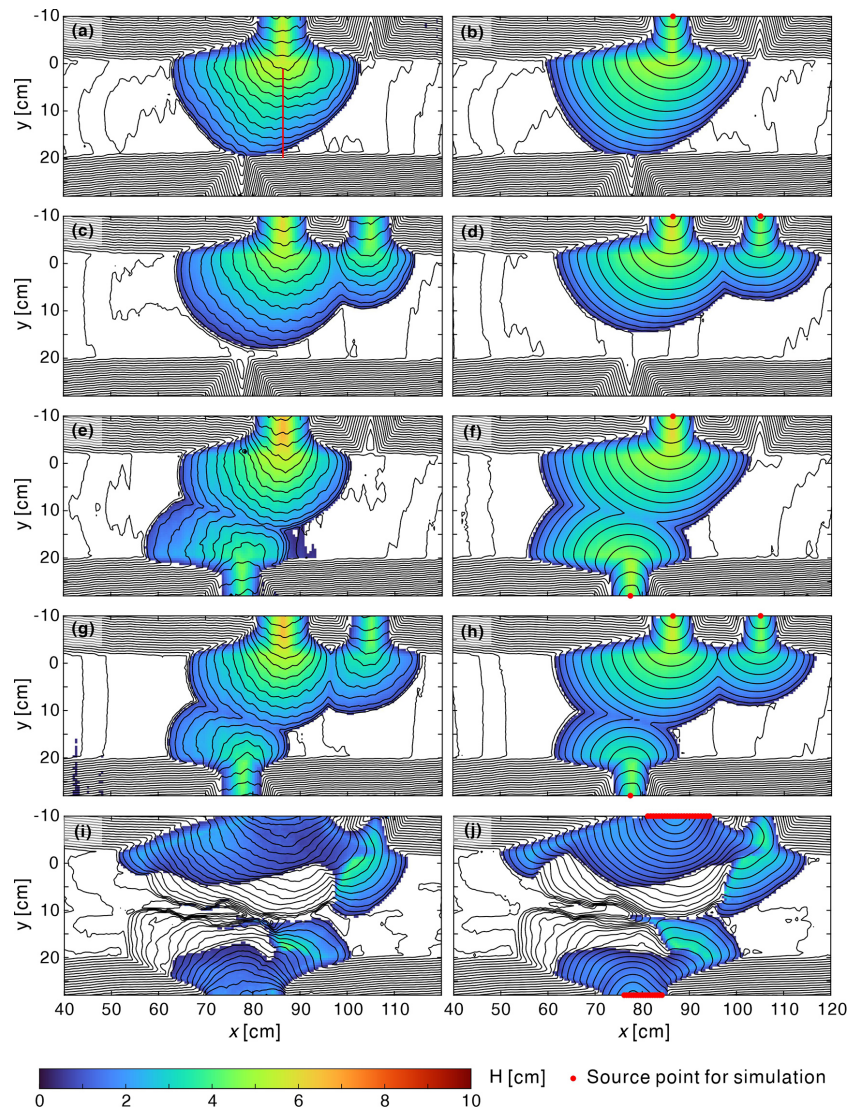 (a) (b)
-10
0
10
20
y [cm]
(c) (d)
-10
0
10
20
y [cm]
(e) (f)
-10
0
10
20
y [cm]
(g) (h)
-10
0
10
20
y [cm]
(i) (j)
-10
0
10
20
y [cm]
40 50 60 70 80 90 100 110 40 50 60 70 80 90 100 110 120
x [cm] x [cm]
H [cm] Source point for simulation
0 2 4 6 8 10